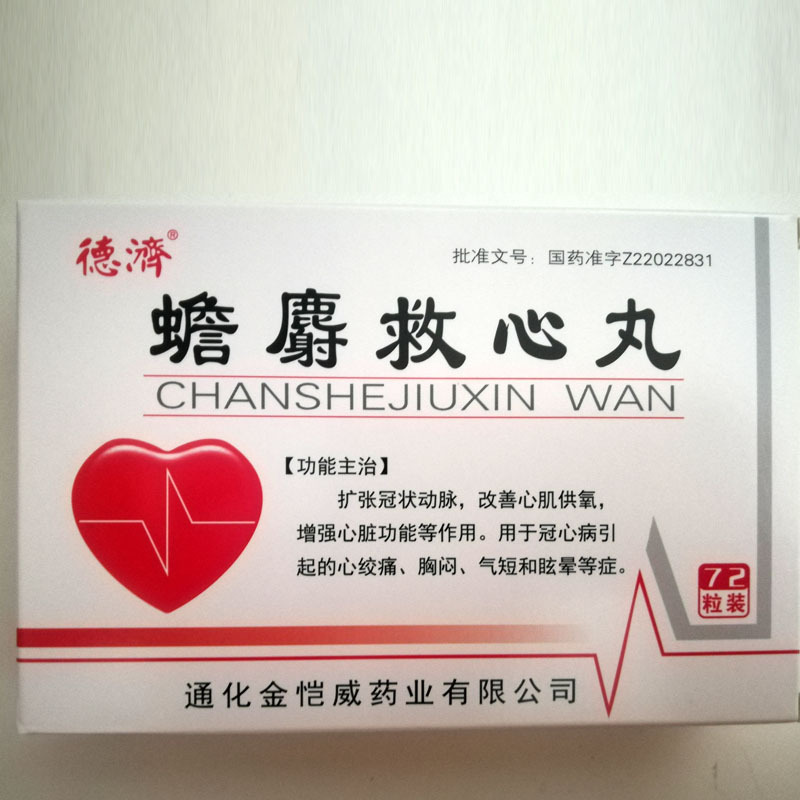 德濟®
批准文号：国药准字Z22022831
蟾麝救心丸
CHANSHEJIUXIN WAN
【功能主治】
扩张冠状动脉，改善心肌供氧，
增强心脏功能等作用。用于冠心病引
起的心绞痛、胸闷、气短和眩晕等症。
72
粒装
通化金恺威药业有限公司